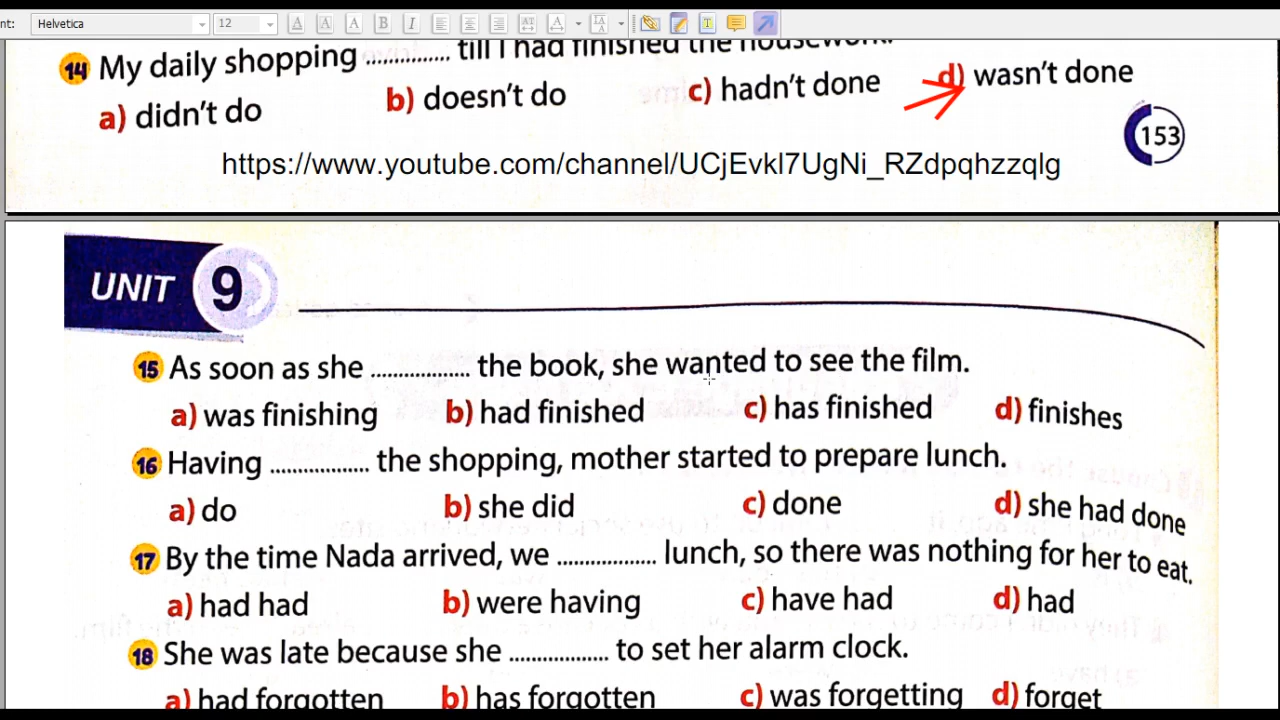 nt: Helvetica 12
14 My daily shopping ............... till I had finished the housework.
a) didn't do b) doesn't do c) hadn't done d) wasn't done
153
https://www.youtube.com/channel/UCjEvkl7UgNi_RZdpqhzzqlg
UNIT 9
15 As soon as she .................. the book, she wanted to see the film.
a) was finishing b) had finished c) has finished d) finishes
16 Having .................. the shopping, mother started to prepare lunch.
a) do b) she did c) done d) she had done
17 By the time Nada arrived, we .................. lunch, so there was nothing for her to eat.
a) had had b) were having c) have had d) had
18 She was late because she .................. to set her alarm clock.
a) had forgotten b) has forgotten c) was forgetting d) forget